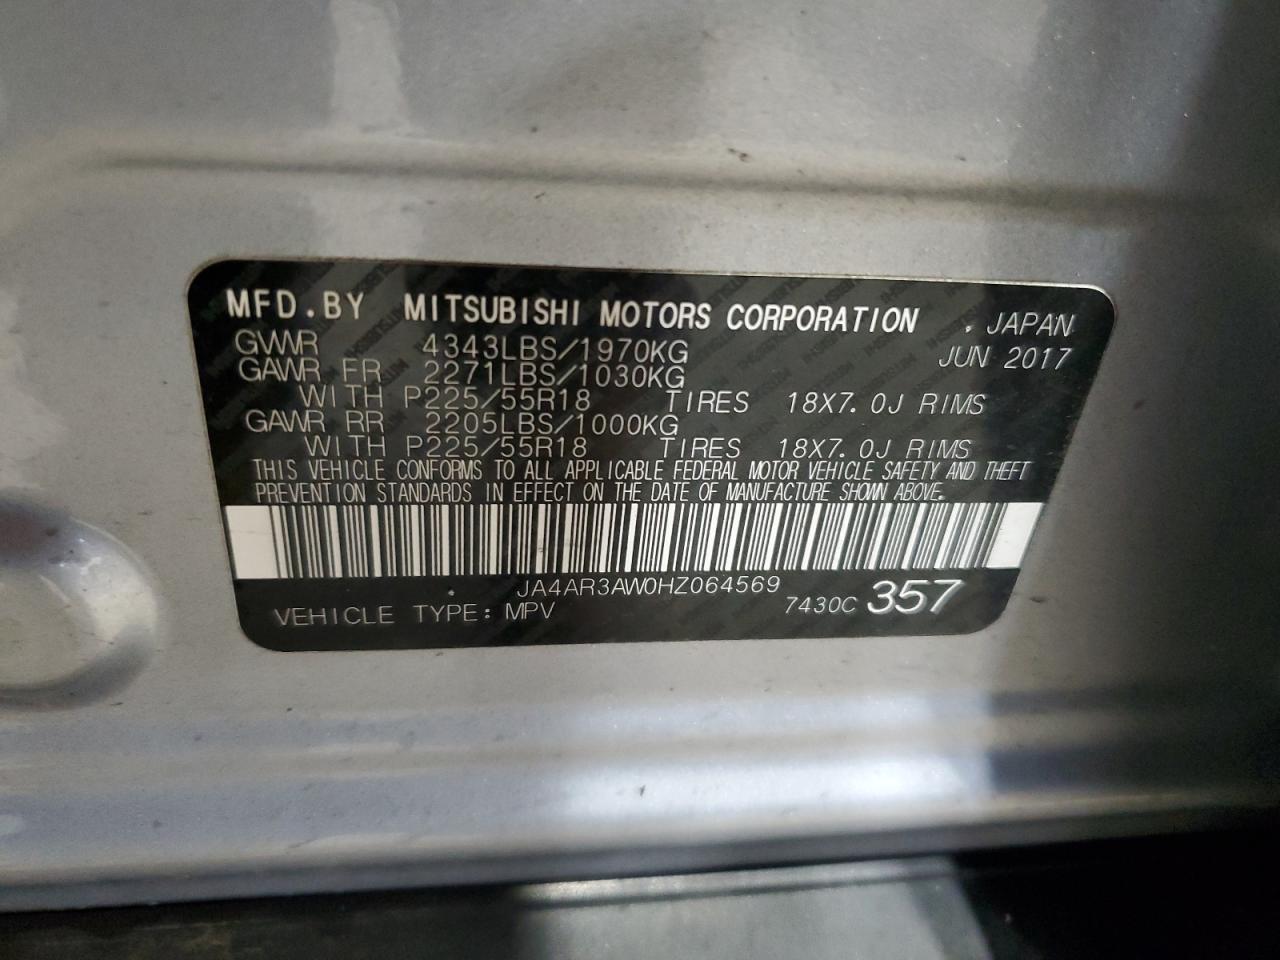 MFD.BY MITSUBISHI MOTORS CORPORATION . JAPAN
GVWR 4343LBS/1970KG JUN 2017
GAWR FR 2271LBS/1030KG
WITH P225/55R18 TIRES 18X7.0J RIMS
GAWR RR 2205LBS/1000KG
WITH P225/55R18 TIRES 18X7.0J RIMS
THIS VEHICLE CONFORMS TO ALL APPLICABLE FEDERAL MOTOR VEHICLE SAFETY AND THEFT
PREVENTION STANDARDS IN EFFECT ON THE DATE OF MANUFACTURE SHOWN ABOVE.
JA4AR3AW0HZ064569
VEHICLE TYPE: MPV 7430C 357